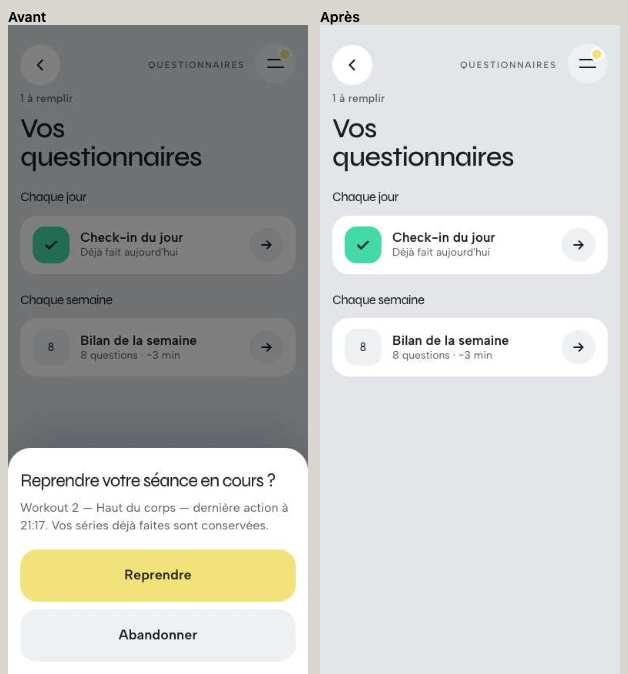 Avant
QUESTIONNAIRES
1 à remplir
Vos
questionnaires
Chaque jour
Check-in du jour
Déjà fait aujourd'hui
Chaque semaine
8
Bilan de la semaine
8 questions · ~3 min
Reprendre votre séance en cours ?
Workout 2 — Haut du corps — dernière action à
21:17. Vos séries déjà faites sont conservées.
Reprendre
Abandonner
Après
QUESTIONNAIRES
1 à remplir
Vos
questionnaires
Chaque jour
Check-in du jour
Déjà fait aujourd'hui
Chaque semaine
8
Bilan de la semaine
8 questions · ~3 min